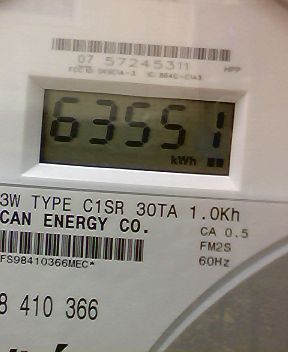 07 57245311
HPP
63551
kWh
3W TYPE C1SR 30TA 1.0Kh
CAN ENERGY CO.
CA 0.5
FM2S
60Hz
FS98410366MEC*
8 410 366